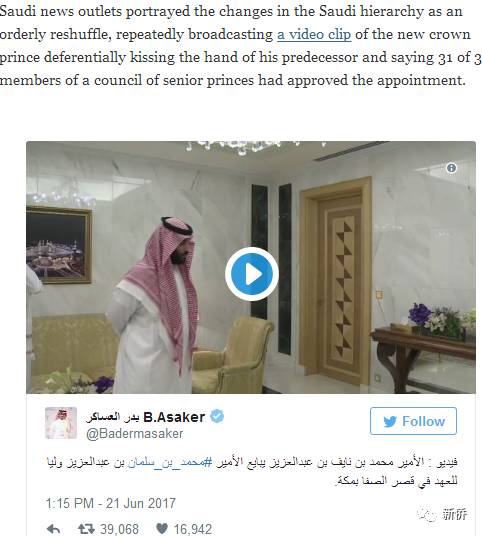 Saudi news outlets portrayed the changes in the Saudi hierarchy as an
orderly reshuffle, repeatedly broadcasting a video clip of the new crown
prince deferentially kissing the hand of his predecessor and saying 31 of 3
members of a council of senior princes had approved the appointment.
بدر العساكر B.Asaker
@Badermasaker
Follow
فيديو : الأمير محمد بن نايف بن عبدالعزيز يبايع الأمير #محمد_بن_سلمان بن عبدالعزيز وليا
للعهد في قصر الصفا بمكة.
1:15 PM - 21 Jun 2017
39,068 16,942
新侨